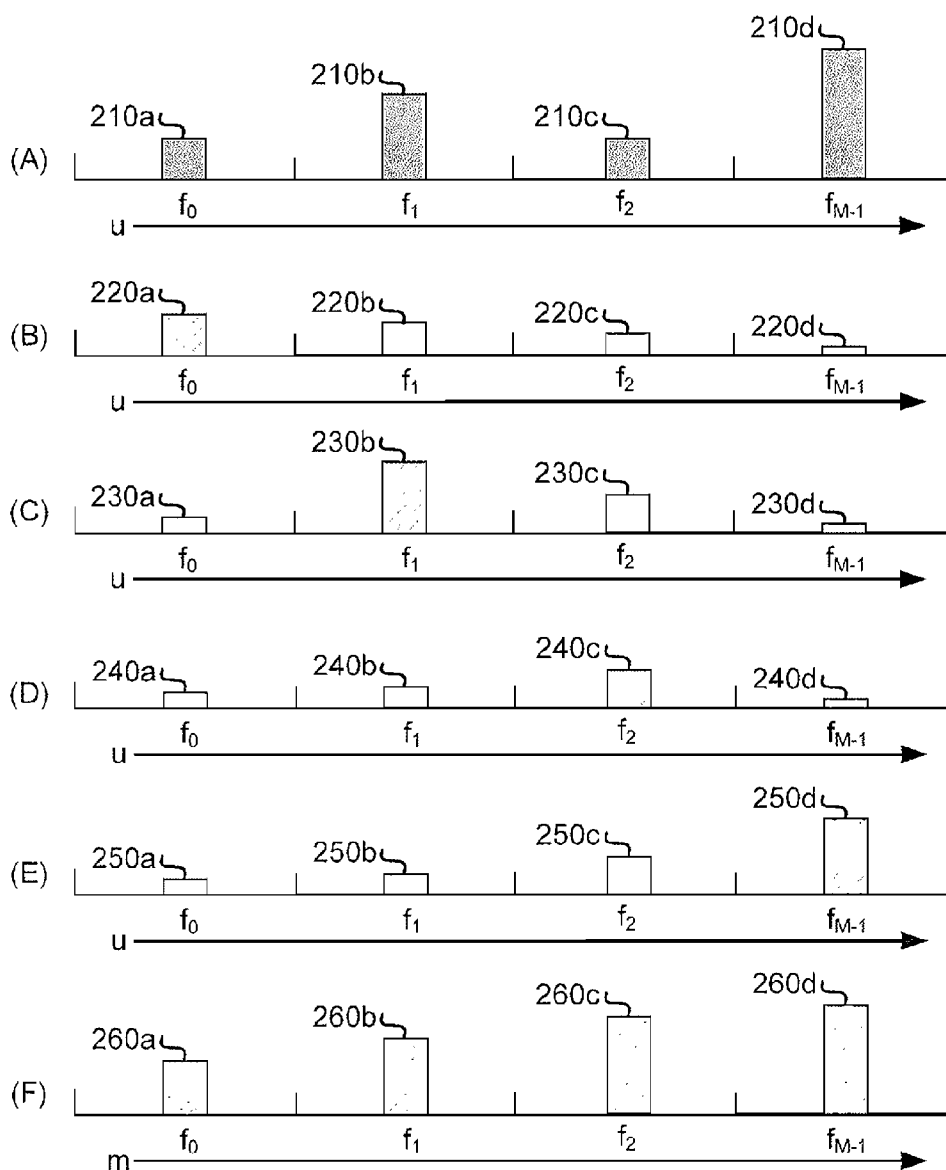 210a 210b 210c 210d
(A)
f0 f1 f2 fM-1
u
220a 220b 220c 220d
(B)
f0 f1 f2 fM-1
u
230a 230b 230c 230d
(C)
f0 f1 f2 fM-1
u
240a 240b 240c 240d
(D)
f0 f1 f2 fM-1
u
250a 250b 250c 250d
(E)
f0 f1 f2 fM-1
u
260a 260b 260c 260d
(F)
f0 f1 f2 fM-1
m